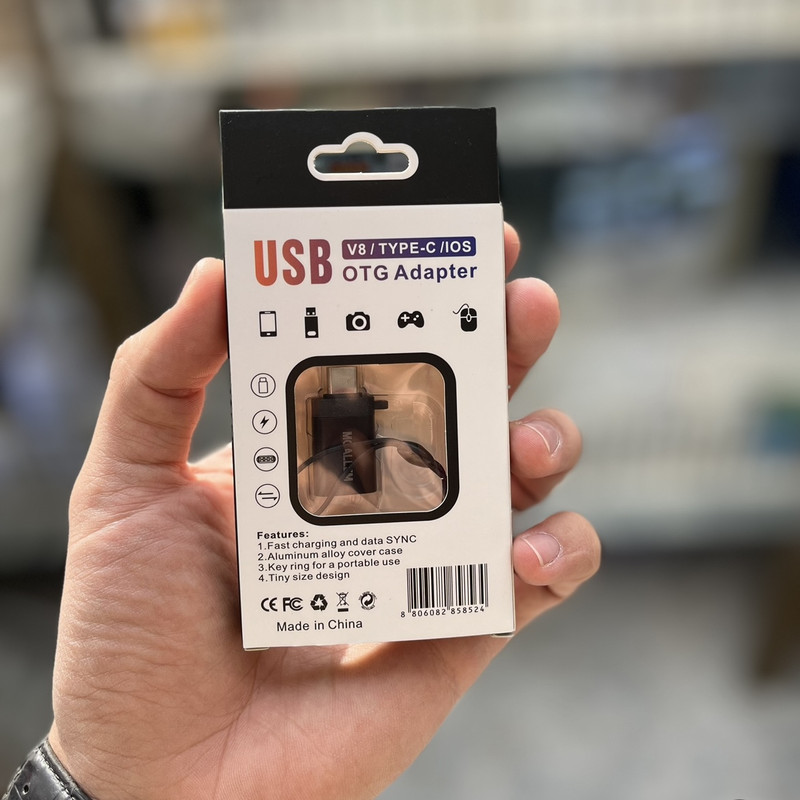 USB
V8 / TYPE-C /IOS
OTG Adapter
Features:
1.Fast charging and data SYNC
2.Aluminum alloy cover case
3.Key ring for a portable use
4.Tiny size design
CE FC
8 806082 858524
Made in China